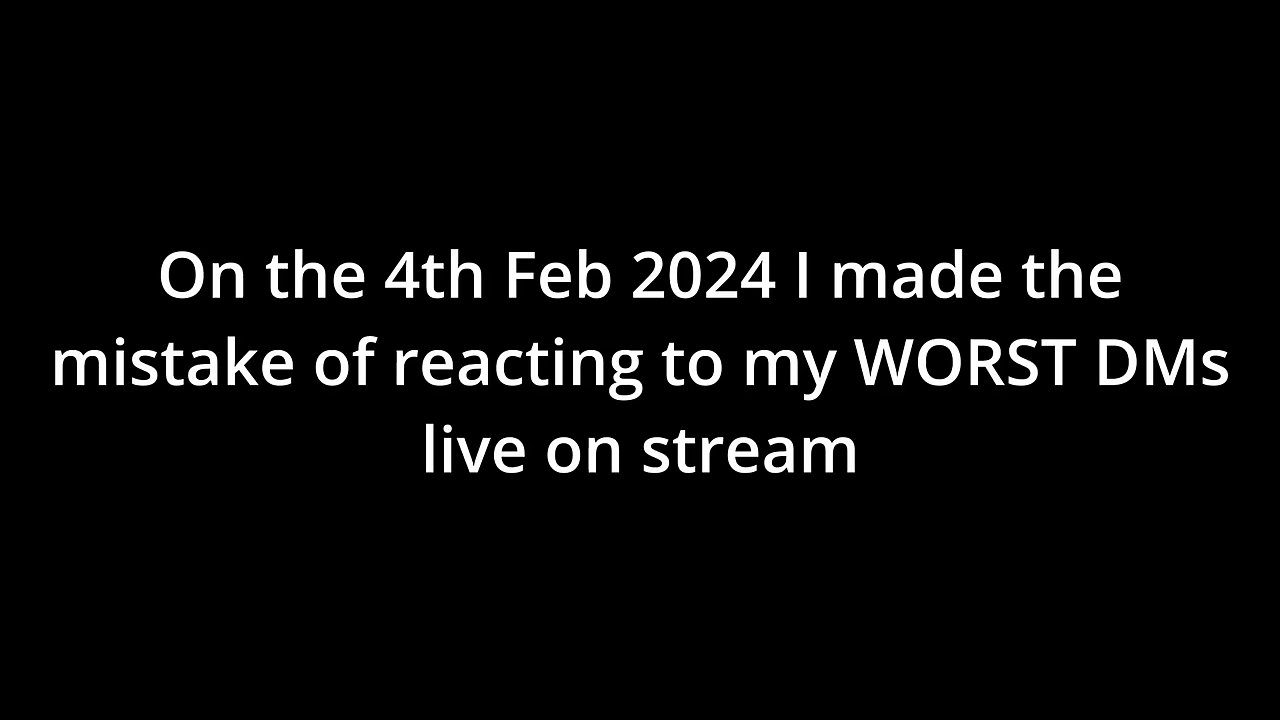 On the 4th Feb 2024 I made the
mistake of reacting to my WORST DMs
live on stream